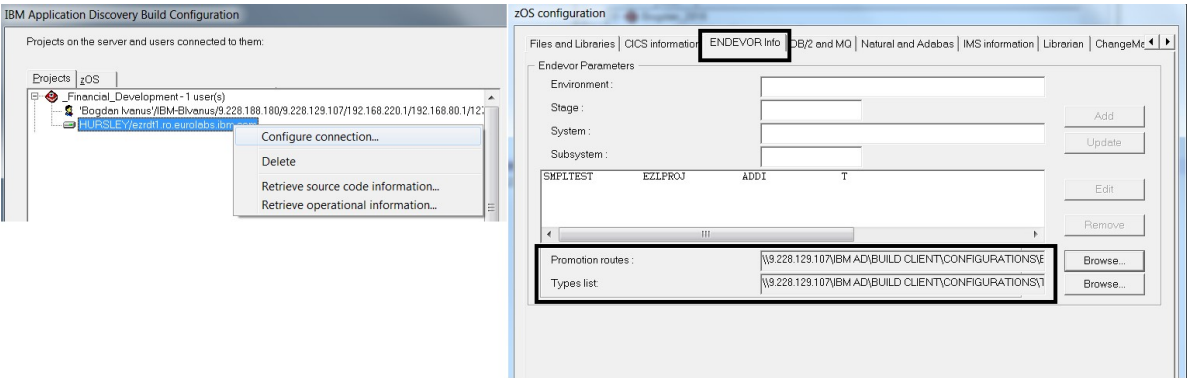 IBM Application Discovery Build Configuration
Projects on the server and users connected to them:
Projects zOS
_Financial_Development - 1 user(s)
'Bogdan Ivanus'/IBM-BIvanus/9.228.188.180/9.228.129.107/192.168.220.1/192.168.80.1/12
HURSLEY/ezrdt1.ro.eurolabs.ibm.com
Configure connection...
Delete
Retrieve source code information...
Retrieve operational information...
zOS configuration
Files and Libraries CICS information ENDEVOR Info DB/2 and MQ Natural and Adabas IMS information Librarian ChangeMa
Endevor Parameters
Environment:
Stage :
System :
Subsystem :
Add
Update
SMPLTEST EZLPROJ ADDI T
Edit
Remove
Promotion routes : \\9.228.129.107\IBM AD\BUILD CLIENT\CONFIGURATIONS\E Browse...
Types list: \\9.228.129.107\IBM AD\BUILD CLIENT\CONFIGURATIONS\T Browse...